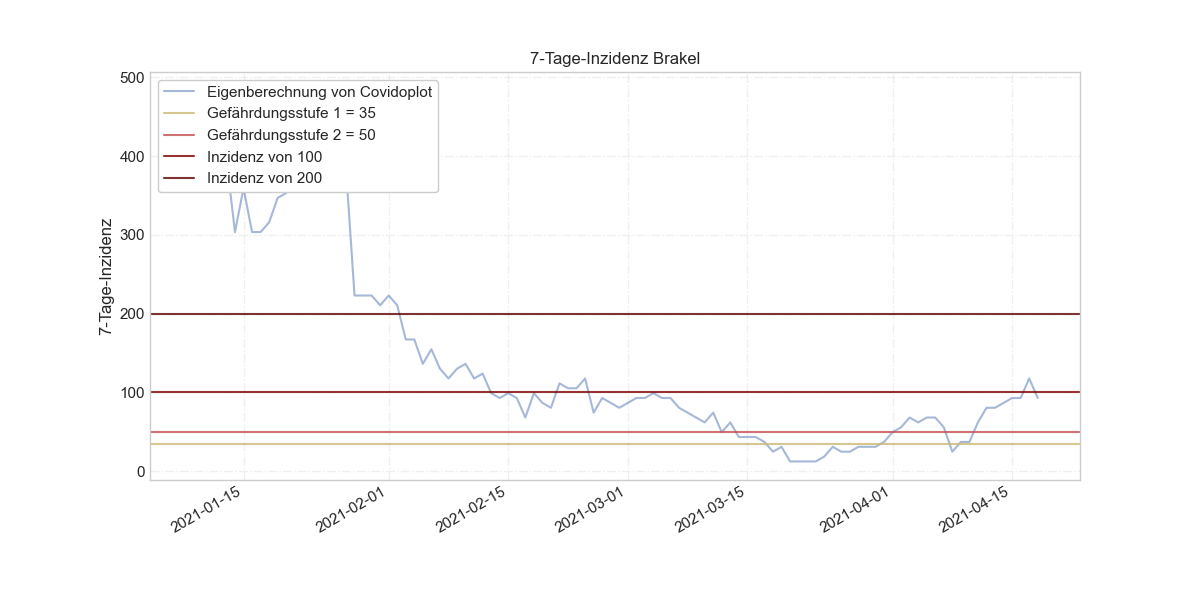 7-Tage-Inzidenz Brakel
500
400
300
200
100
0
7-Tage-Inzidenz
Eigenberechnung von Covidoplot
Gefährdungsstufe 1 = 35
Gefährdungsstufe 2 = 50
Inzidenz von 100
Inzidenz von 200
2021-01-15
2021-02-01
2021-02-15
2021-03-01
2021-03-15
2021-04-01
2021-04-15